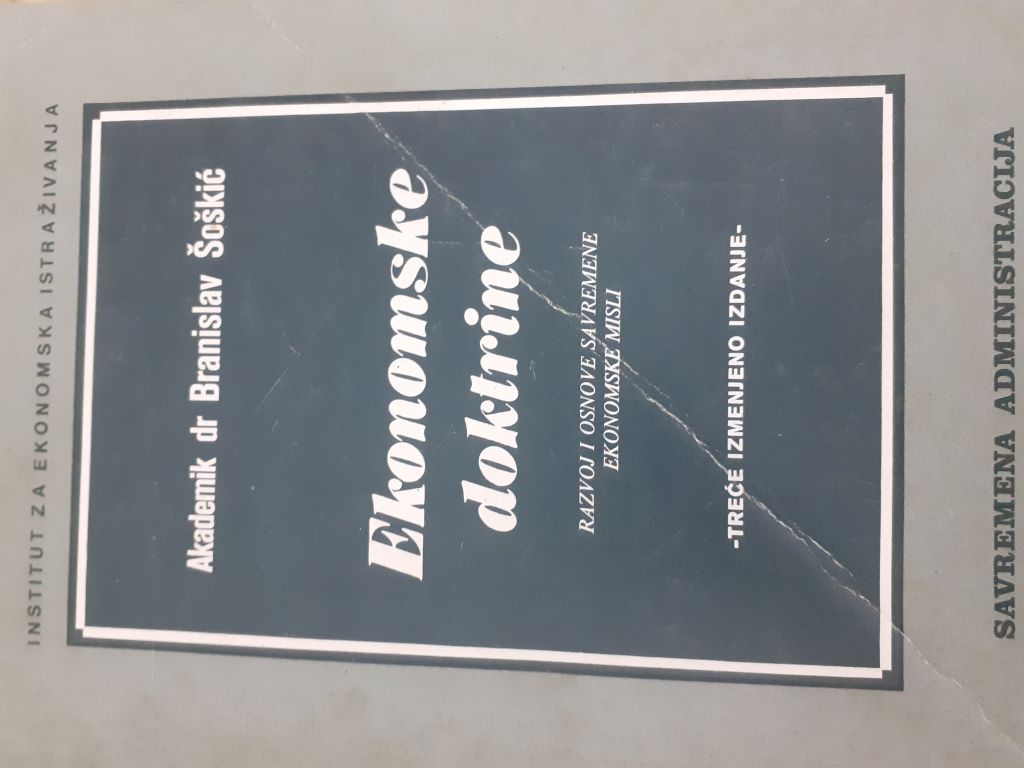 INSTITUT ZA EKONOMSKA ISTRAŽIVANJA
Akademik dr Branislav Šoškić
Ekonomske
doktrine
RAZVOJ I OSNOVE SAVREMENE
EKONOMSKE MISLI
-TREĆE IZMENJENO IZDANJE-
SAVREMENA ADMINISTRACIJA